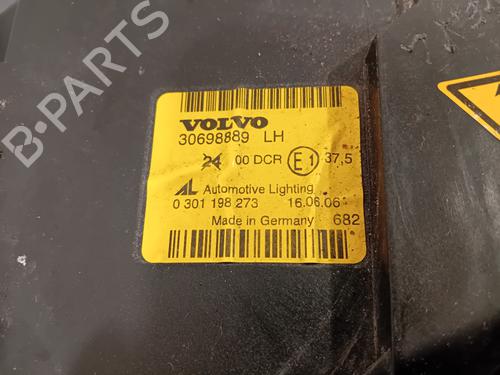 B-PARTS
VOLVO
30698889 LH
24 00 DCR E1 37,5
AL Automotive Lighting
0 301 198 273 16.06.06
Made in Germany 682